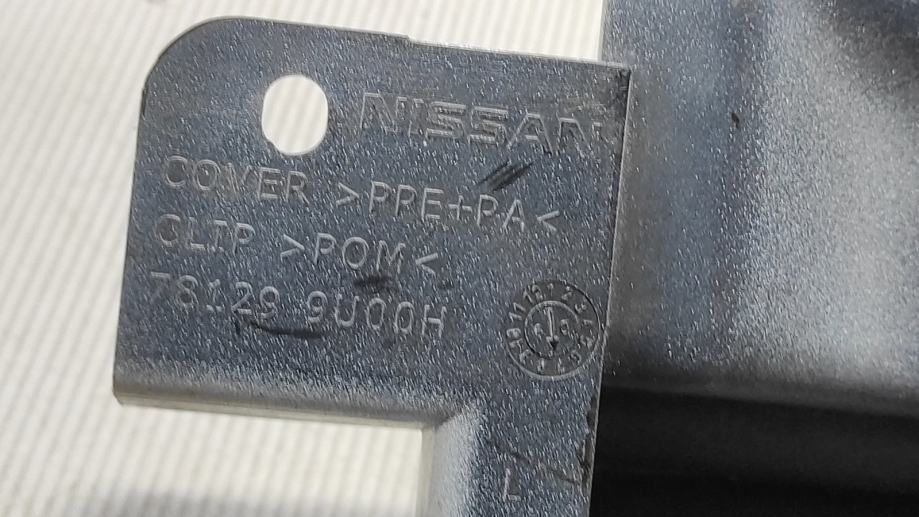 NISSAN
COVER >PPE+PA<
CLIP >POM<
78129 9U00H